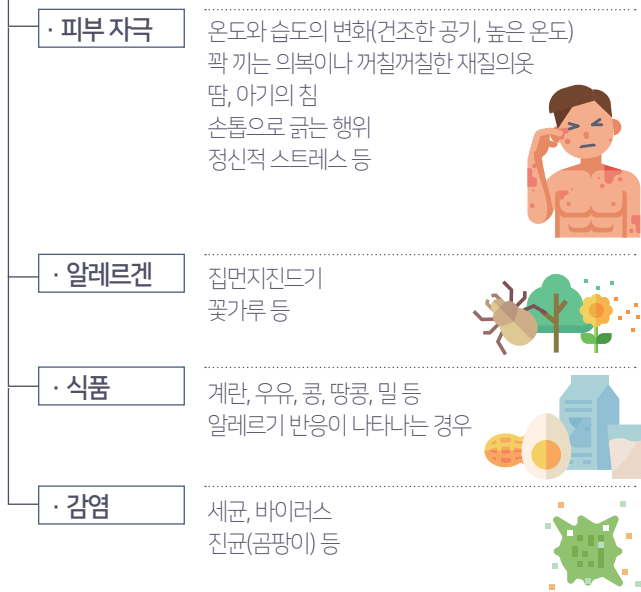 · 피부 자극
온도와 습도의 변화(건조한 공기, 높은 온도)
꽉 끼는 의복이나 꺼칠꺼칠한 재질의옷
땀, 아기의 침
손톱으로 긁는 행위
정신적 스트레스 등
· 알레르겐
집먼지진드기
꽃가루 등
· 식품
계란, 우유, 콩, 땅콩, 밀 등
알레르기 반응이 나타나는 경우
· 감염
세균, 바이러스
진균(곰팡이) 등